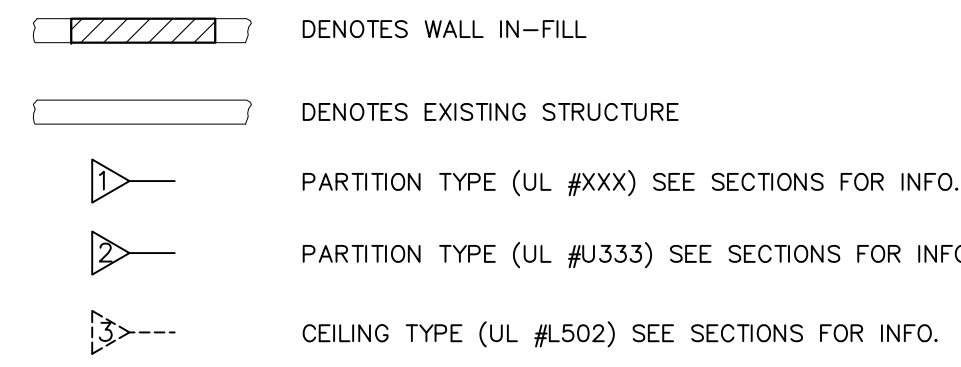 DENOTES WALL IN-FILL
DENOTES EXISTING STRUCTURE
1 PARTITION TYPE (UL #XXX) SEE SECTIONS FOR INFO.
2 PARTITION TYPE (UL #U333) SEE SECTIONS FOR INFO
3 CEILING TYPE (UL #L502) SEE SECTIONS FOR INFO.